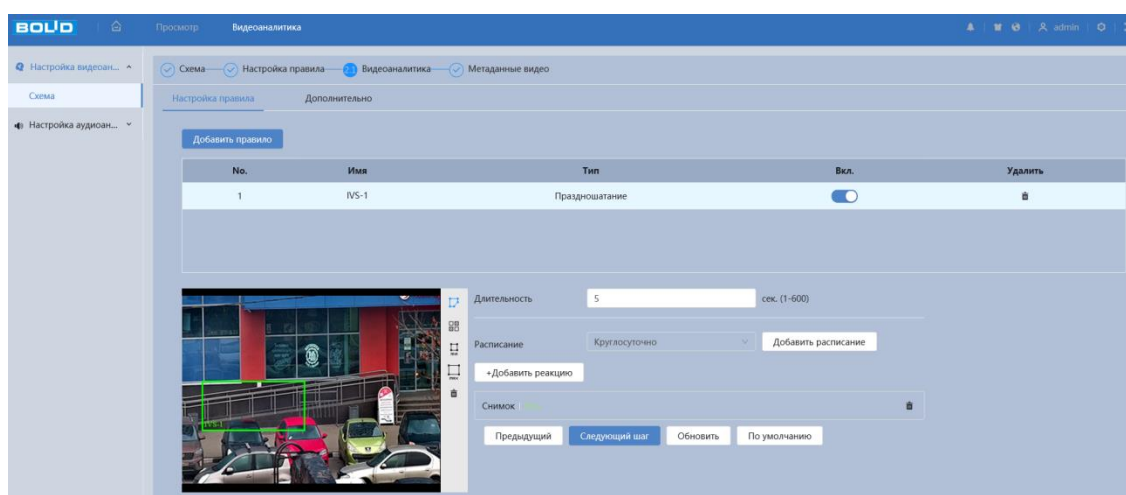 BOLID Просмотр Видеоаналитика admin
Настройка видеоан...
Схема
Настройка аудиоан...
Схема Настройка правила Видеоаналитика Метаданные видео
Настройка правила Дополнительно
Добавить правило
No. Имя Тип Вкл. Удалить
1 IVS-1 Праздношатание
Длительность 5 сек. (1-600)
Расписание Круглосуточно Добавить расписание
+Добавить реакцию
Снимок
IVS-1
Предыдущий Следующий шаг Обновить По умолчанию